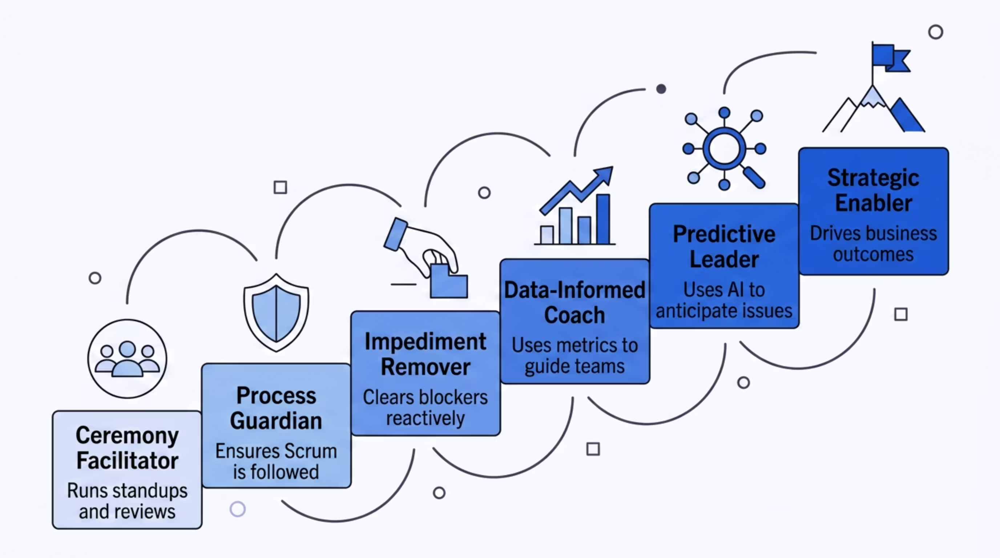 Ceremony
Facilitator
Runs standups
and reviews
Process
Guardian
Ensures Scrum
is followed
Impediment
Remover
Clears blockers
reactively
Data-Informed
Coach
Uses metrics to
guide teams
Predictive
Leader
Uses AI to
anticipate issues
Strategic
Enabler
Drives business
outcomes